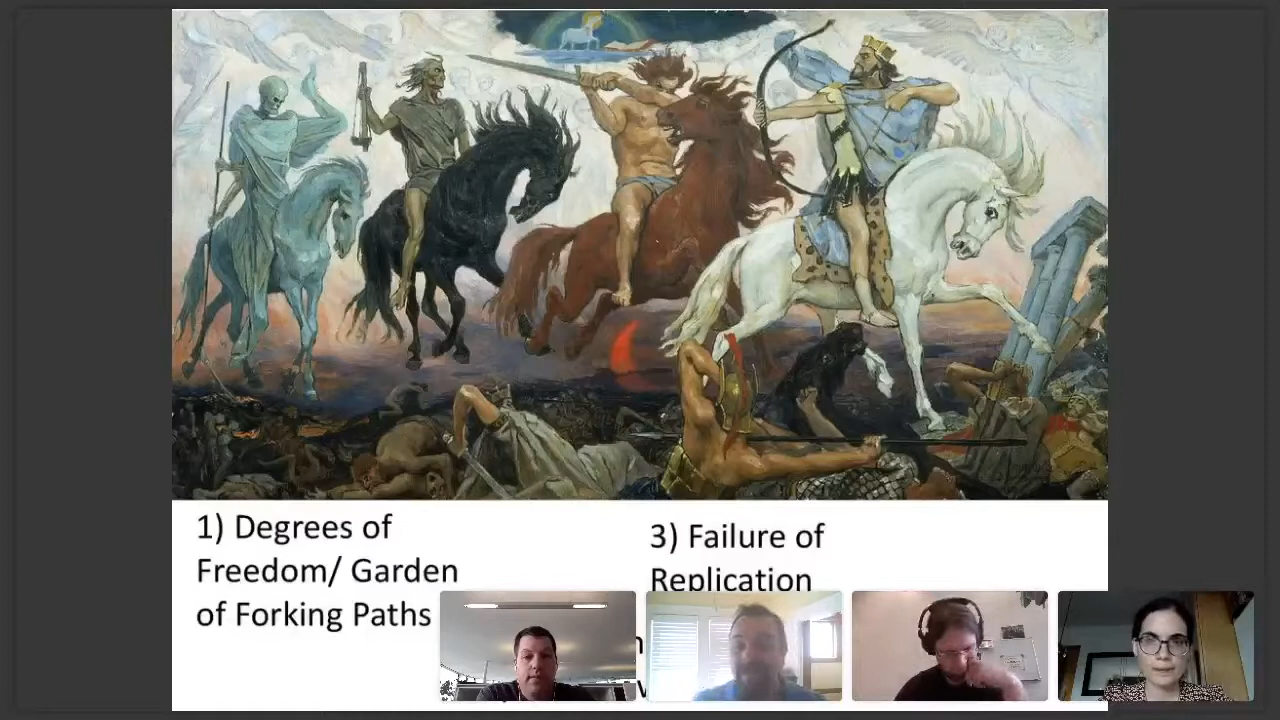 1) Degrees of
Freedom/ Garden
of Forking Paths
3) Failure of
Replication